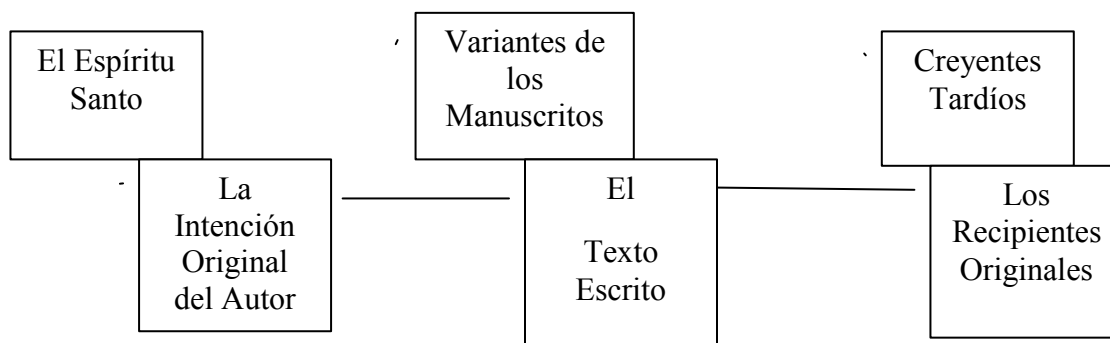 El Espíritu
Santo
Variantes de
los
Manuscritos
Creyentes
Tardíos
La
Intención
Original
del Autor
El
Texto
Escrito
Los
Recipientes
Originales